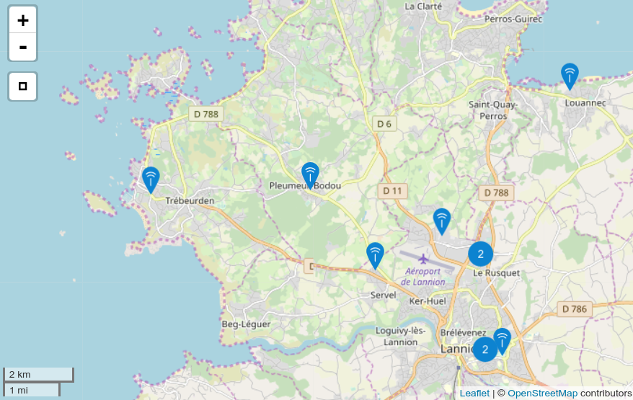 +
-
La Clarté
Perros-Guirec
D 788
D 6
Saint-Quay-
Perros
Louannec
Pleumeur-Bodou
D 11
D 788
Trébeurden
2
Aéroport
de Lannion
Le Rusquet
D
Servel
Ker-Huel
D 786
Beg-Léguer
Loguivy-lès-
Lannion
Brélévenez
2
2 km
1 mi
Leaflet | © OpenStreetMap contributors